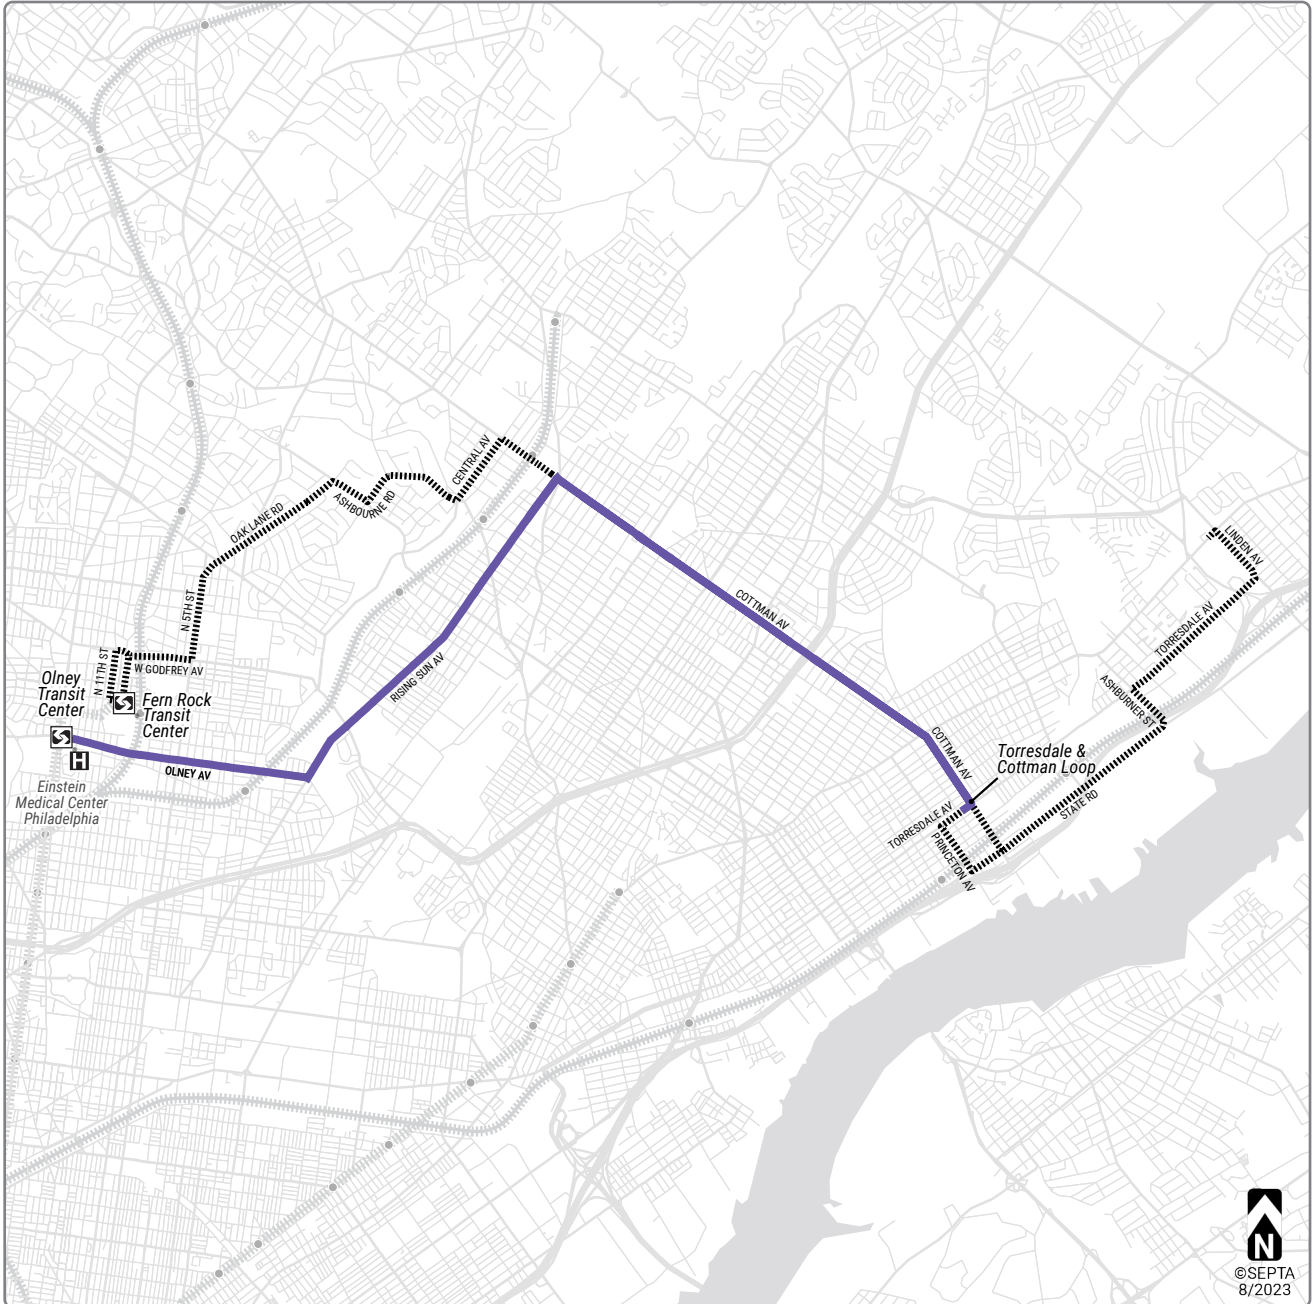 CENTRAL AV
ASHBOURNE RD
OAK LANE RD
LINDEN AV
N 5TH ST
COTTMAN AV
TORRESDALE AV
N 11TH ST
W GODFREY AV
RISING SUN AV
Olney
Transit
Center
Fern Rock
Transit
Center
ASHBURNER ST
COTTMAN AV
Torresdale &
Cottman Loop
H
OLNEY AV
Einstein
Medical Center
Philadelphia
STATE RD
TORRESDALE AV
PRINCETON AV
N
©SEPTA
8/2023